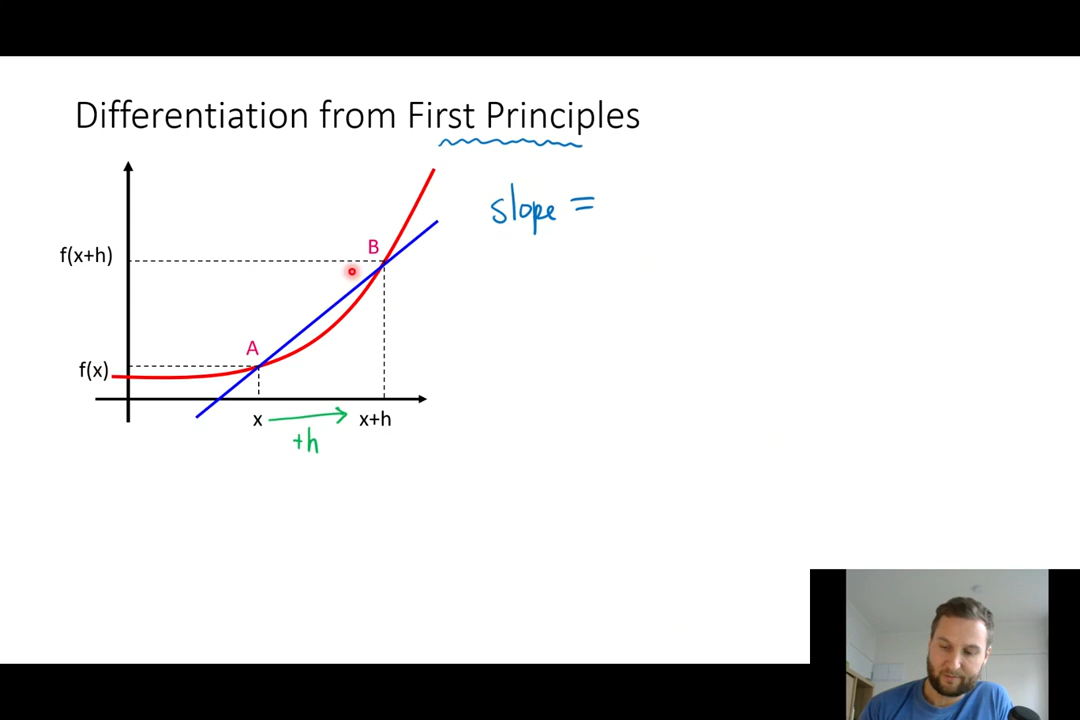 Differentiation from First Principles
slope =
f(x+h)
B
A
f(x)
x
x+h
+h